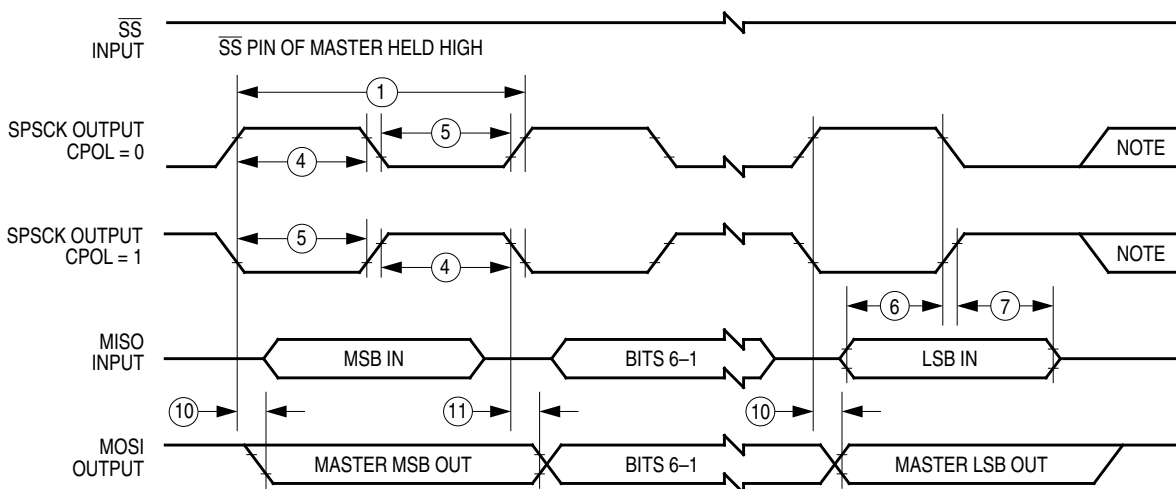 SS
INPUT
SS PIN OF MASTER HELD HIGH
1
SPSCK OUTPUT
CPOL = 0
5
4
NOTE
SPSCK OUTPUT
CPOL = 1
5
4
NOTE
6
7
MISO
INPUT
MSB IN
BITS 6–1
LSB IN
10
11
10
MOSI
OUTPUT
MASTER MSB OUT
BITS 6–1
MASTER LSB OUT